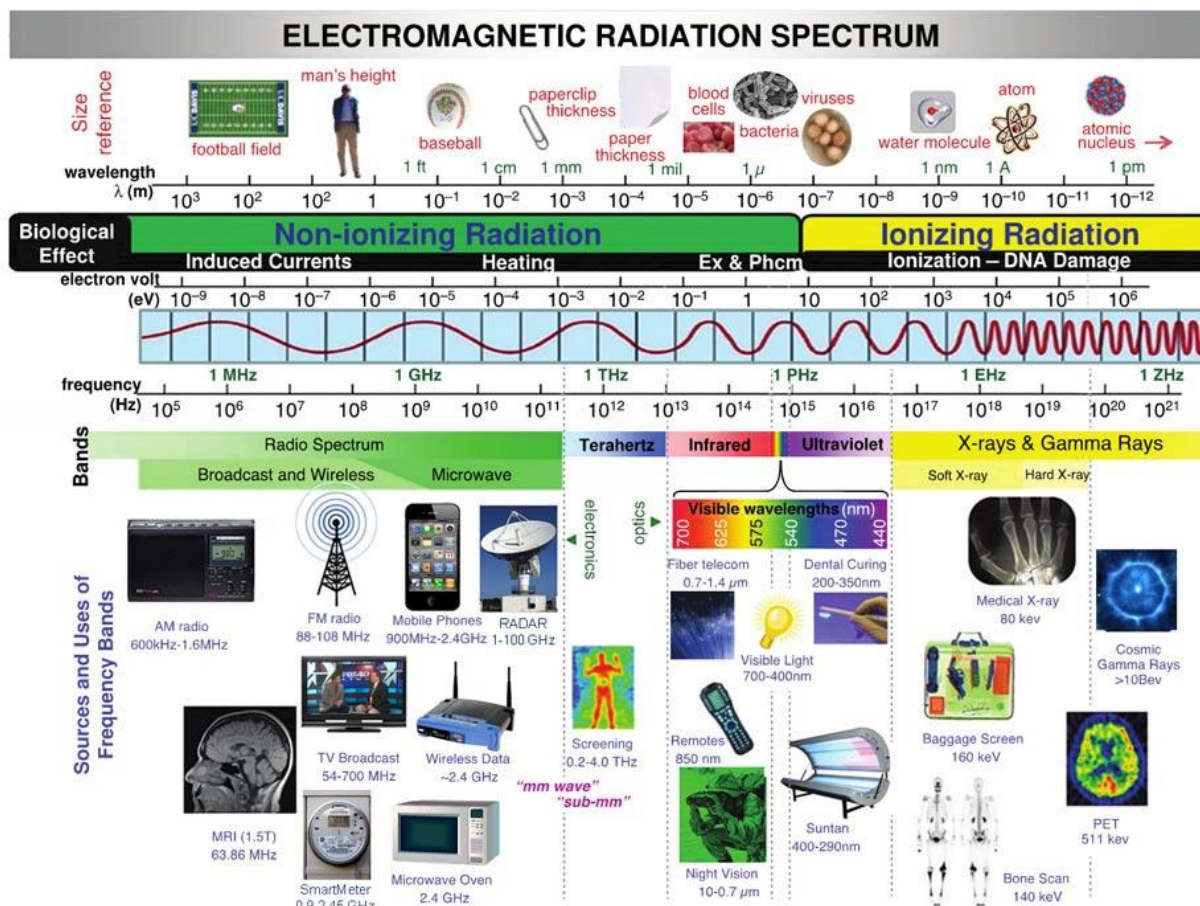 ELECTROMAGNETIC RADIATION SPECTRUM
Size
reference
football field
man's height
baseball
paperclip
thickness
paper
thickness
blood
cells
bacteria
viruses
water molecule
atom
atomic
nucleus
wavelength
λ (m)
1 ft
1 cm
1 mm
1 mil
1 µ
1 nm
1 A
1 pm
10³ 10² 10² 1 10⁻¹ 10⁻² 10⁻³ 10⁻⁴ 10⁻⁵ 10⁻⁶ 10⁻⁷ 10⁻⁸ 10⁻⁹ 10⁻¹⁰ 10⁻¹¹ 10⁻¹²
Biological
Effect
Non-ionizing Radiation
Induced Currents
Heating
Ex & Phcm
Ionizing Radiation
Ionization – DNA Damage
electron volt
(eV)
10⁻⁹ 10⁻⁸ 10⁻⁷ 10⁻⁶ 10⁻⁵ 10⁻⁴ 10⁻³ 10⁻² 10⁻¹ 1 10 10² 10³ 10⁴ 10⁵ 10⁶
frequency
(Hz)
1 MHz 1 GHz 1 THz 1 PHz 1 EHz 1 ZHz
10⁵ 10⁶ 10⁷ 10⁸ 10⁹ 10¹⁰ 10¹¹ 10¹² 10¹³ 10¹⁴ 10¹⁵ 10¹⁶ 10¹⁷ 10¹⁸ 10¹⁹ 10²⁰ 10²¹
Bands
Radio Spectrum
Terahertz
Infrared
Ultraviolet
X-rays & Gamma Rays
Broadcast and Wireless
Microwave
Soft X-ray
Hard X-ray
electronics
optics
Visible wavelengths (nm)
700 625 575 540 470 440
Sources and Uses of
Frequency Bands
AM radio
600kHz-1.6MHz
FM radio
88-108 MHz
Mobile Phones
900MHz-2.4GHz
RADAR
1-100 GHz
Fiber telecom
0.7-1.4 µm
Dental Curing
200-350nm
Medical X-ray
80 kev
Cosmic
Gamma Rays
>10Bev
Visible Light
700-400nm
TV Broadcast
54-700 MHz
Wireless Data
~2.4 GHz
Screening
0.2-4.0 THz
"mm wave"
"sub-mm"
Remotes
850 nm
Baggage Screen
160 keV
MRI (1.5T)
63.86 MHz
SmartMeter
0.9-2.45 GHz
Microwave Oven
2.4 GHz
Night Vision
10-0.7 µm
Suntan
400-290nm
Bone Scan
140 keV
PET
511 kev